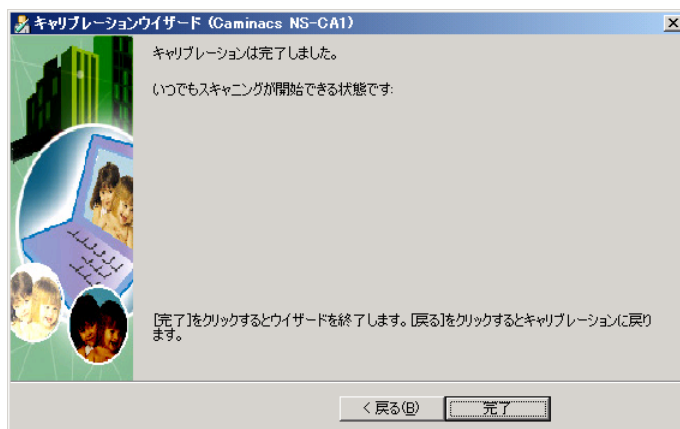 キャリブレーションウィザード (Caminacs NS-CA1)
キャリブレーションは完了しました。
いつでもスキャニングが開始できる状態です:
[完了]をクリックするとウイザードを終了します。[戻る]をクリックするとキャリブレーションに戻り
ます。
< 戻る(B)
完了